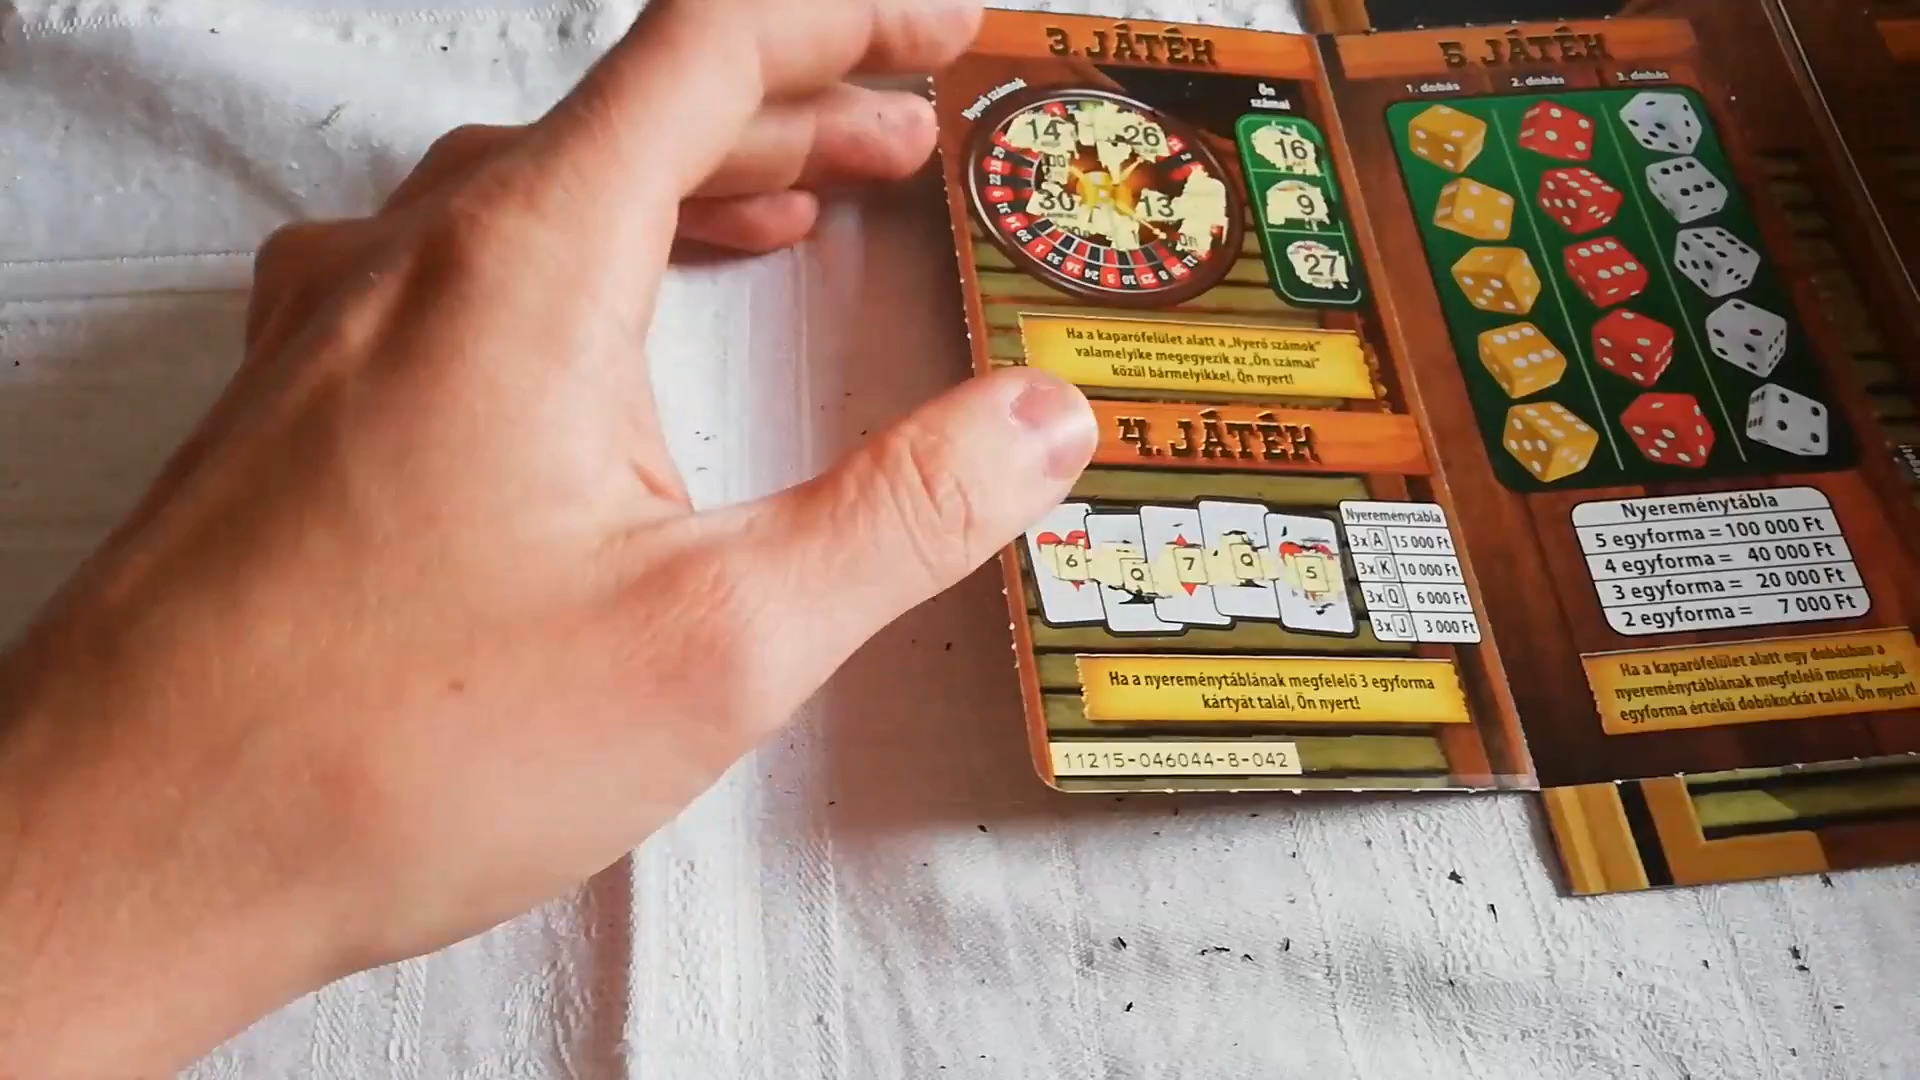 3. JÁTÉK
Nyerő számok
Ön
számai
14
26
30
13
16
9
27
Ha a kaparófelület alatt a „Nyerő számok”
valamelyike megegyezik az „Ön számai”
közül bármelyikkel, Ön nyert!
4. JÁTÉK
6
Q
7
Q
5
Nyereménytábla
3x A 15 000 Ft
3x K 10 000 Ft
3x Q 6 000 Ft
3x J 3 000 Ft
Ha a nyereménytáblának megfelelő 3 egyforma
kártyát talál, Ön nyert!
11215-046044-8-042
5. JÁTÉK
1. dobás 2. dobás 3. dobás
Nyereménytábla
5 egyforma = 100 000 Ft
4 egyforma = 40 000 Ft
3 egyforma = 20 000 Ft
2 egyforma = 7 000 Ft
Ha a kaparófelület alatt egy dobásban a
nyereménytáblának megfelelő mennyiségű
egyforma értékű dobókockát talál, Ön nyert!